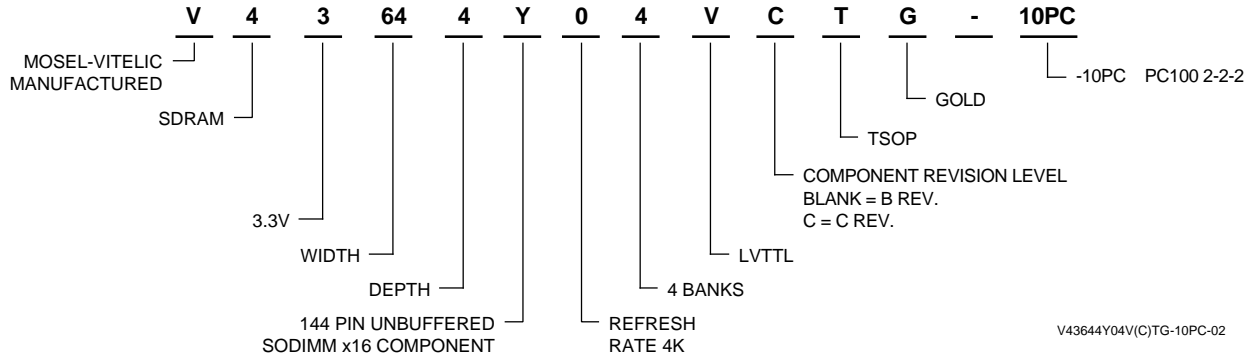 V 4 3 64 4 Y 0 4 V C T G - 10PC
MOSEL-VITELIC
MANUFACTURED
-10PC PC100 2-2-2
GOLD
SDRAM
TSOP
COMPONENT REVISION LEVEL
BLANK = B REV.
C = C REV.
3.3V
WIDTH
LVTTL
DEPTH
4 BANKS
144 PIN UNBUFFERED
SODIMM x16 COMPONENT
REFRESH
RATE 4K
V43644Y04V(C)TG-10PC-02